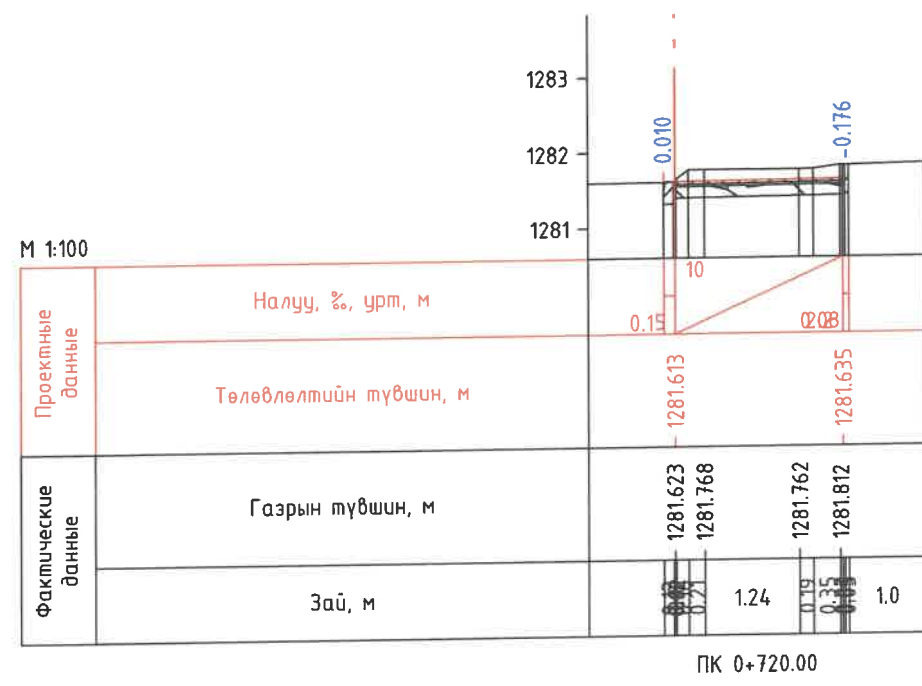 1283
1282
1281
0.010
-0.176
М 1:100
Проектные данные
Налуу, ‰, урт, м
10
0.15
Төлөвлөлтийн түвшин, м
1281.613
1281.635
Фактические данные
Газрын түвшин, м
1281.623
1281.768
1281.762
1281.812
Зай, м
0.21
1.24
0.19
0.35
1.0
ПК 0+720.00